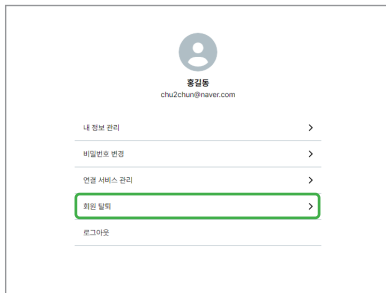 홍길동
chu2chun@naver.com
내 정보 관리
비밀번호 변경
연결 서비스 관리
회원 탈퇴
로그아웃